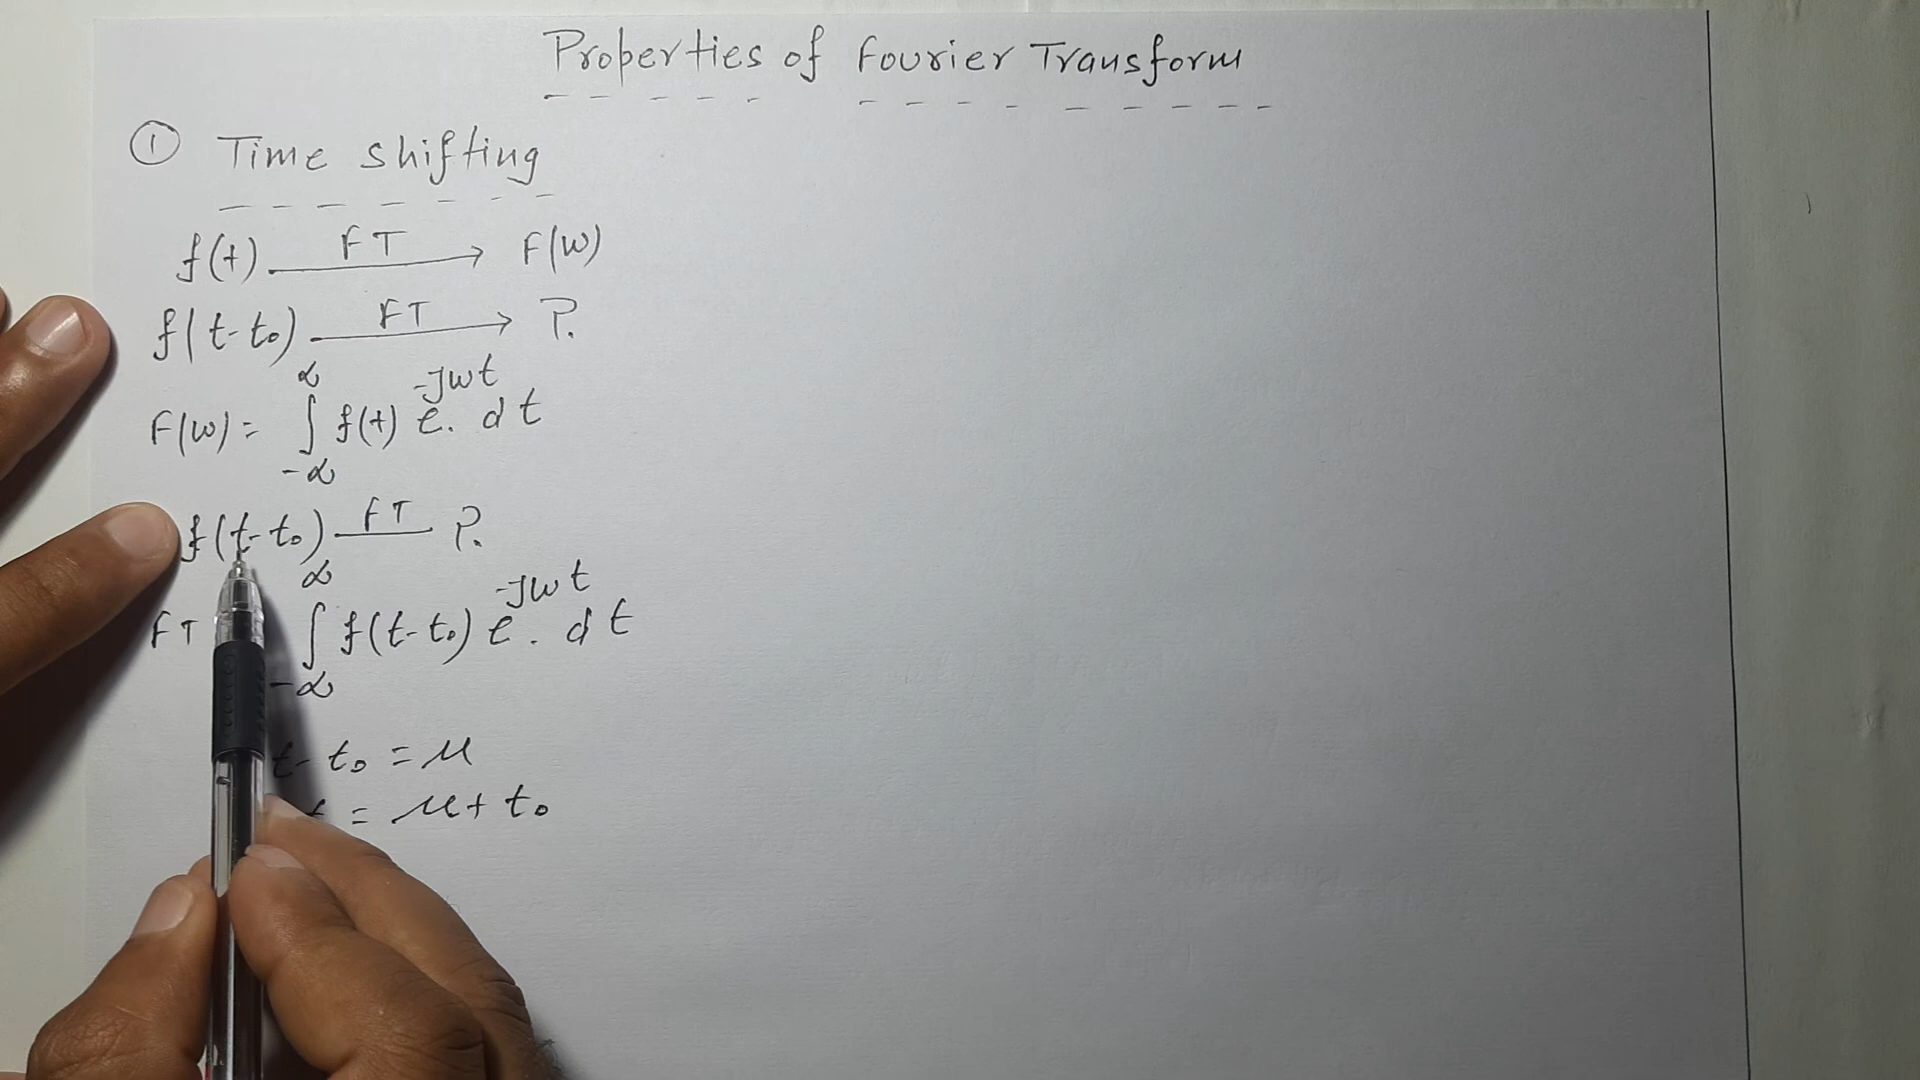 Properties of Fourier Transform
① Time shifting
f(t) FT → F(w)
f(t-t₀) FT → ?
F(w) = ∫_{-∞}^{∞} f(t) e^{-jwt}. dt
f(t-t₀) FT ?
FT ∫_{-∞}^{∞} f(t-t₀) e^{-jwt}. dt
t-t₀ = u
t = u+t₀